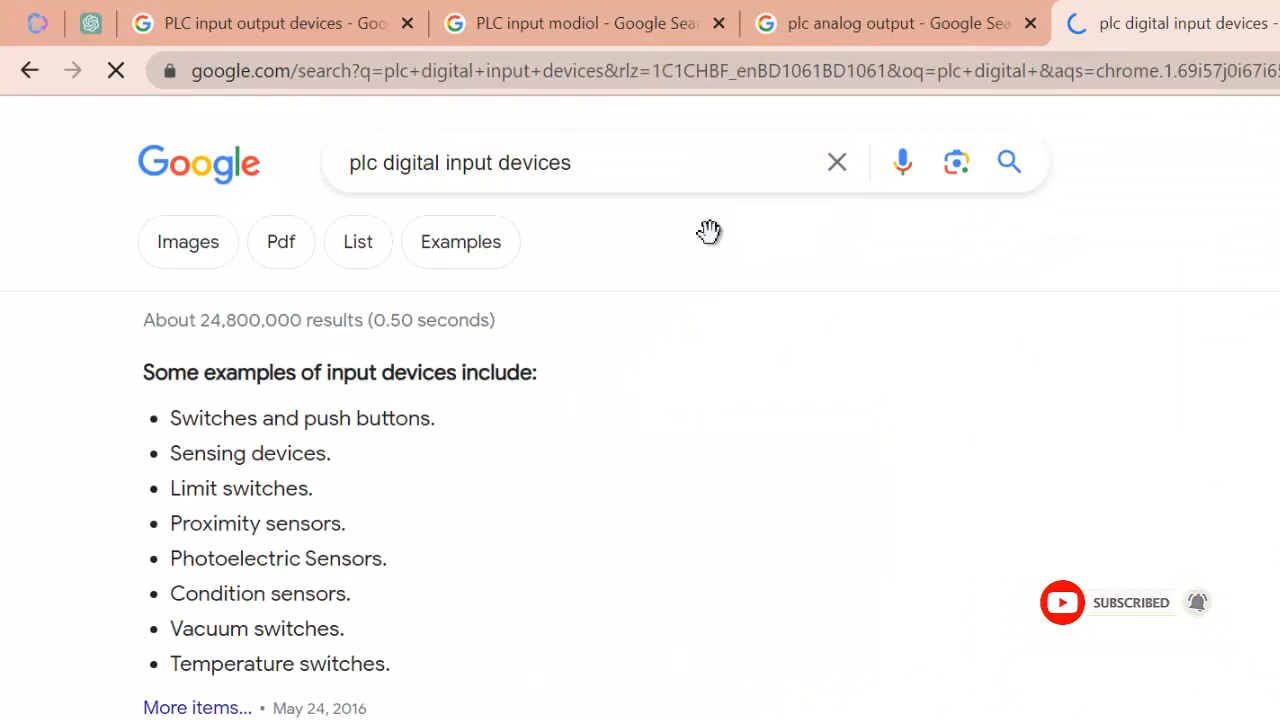 PLC input output devices - Goo
PLC input modiol - Google Sear
plc analog output - Google Sea
plc digital input devices -
google.com/search?q=plc+digital+input+devices&rlz=1C1CHBF_enBD1061BD1061&oq=plc+digital+&aqs=chrome.1.69i57j0i67i65
Google
plc digital input devices
Images
Pdf
List
Examples
About 24,800,000 results (0.50 seconds)
Some examples of input devices include:
• Switches and push buttons.
• Sensing devices.
• Limit switches.
• Proximity sensors.
• Photoelectric Sensors.
• Condition sensors.
• Vacuum switches.
• Temperature switches.
More items... • May 24, 2016
SUBSCRIBED